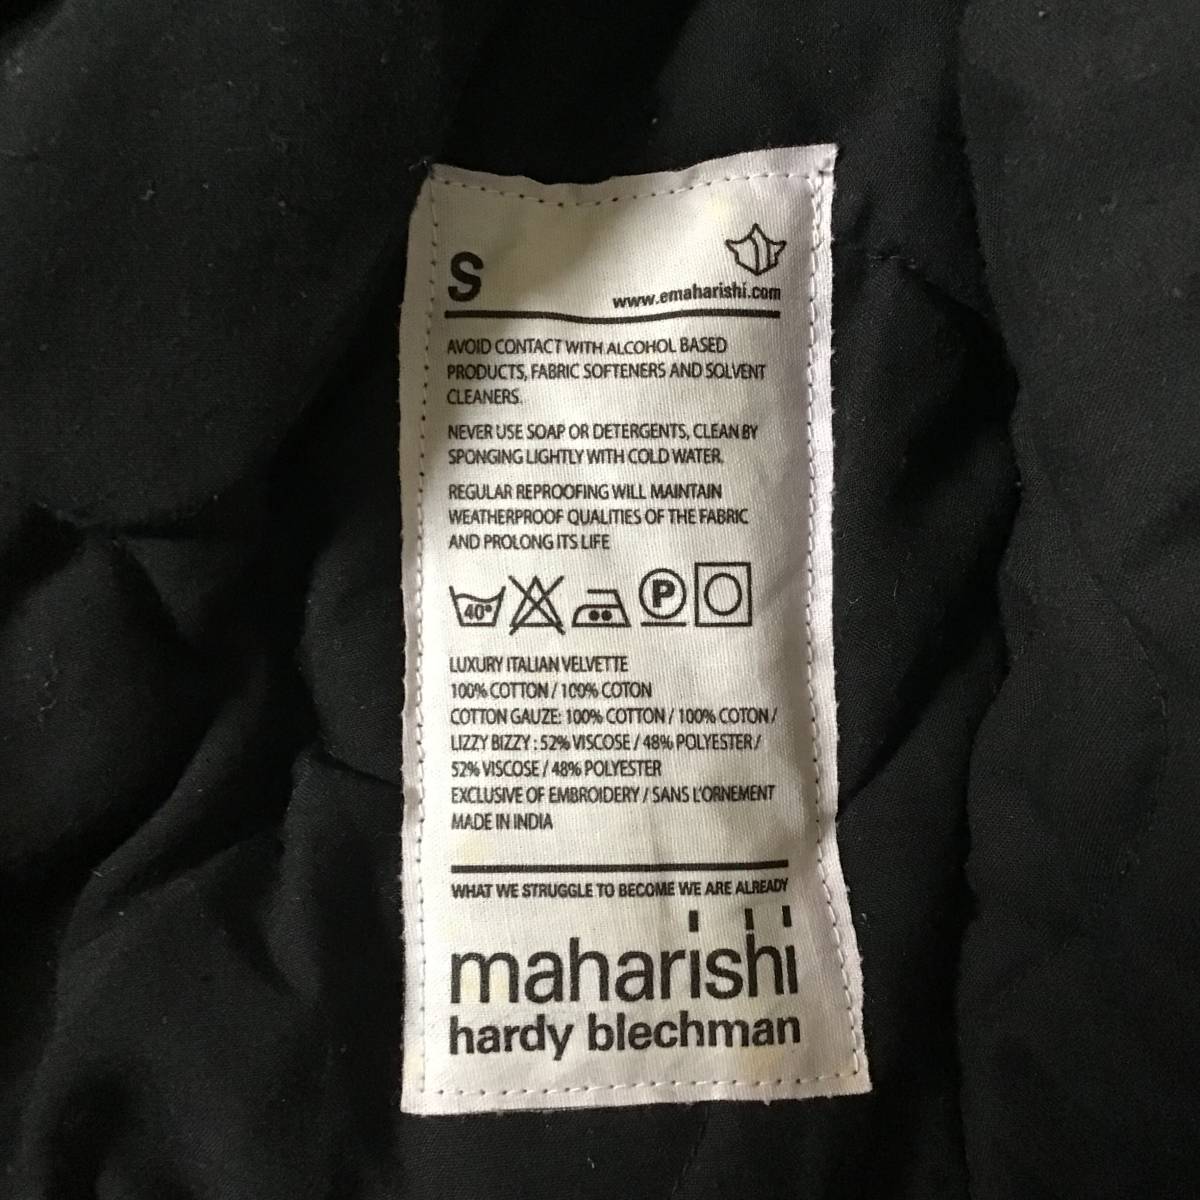 S
www.emaharishi.com
AVOID CONTACT WITH ALCOHOL BASED
PRODUCTS, FABRIC SOFTENERS AND SOLVENT
CLEANERS.
NEVER USE SOAP OR DETERGENTS, CLEAN BY
SPONGING LIGHTLY WITH COLD WATER.
REGULAR REPROOFING WILL MAINTAIN
WEATHERPROOF QUALITIES OF THE FABRIC
AND PROLONG ITS LIFE
40° P
LUXURY ITALIAN VELVETTE
100% COTTON / 100% COTON
COTTON GAUZE: 100% COTTON / 100% COTON /
LIZZY BIZZY : 52% VISCOSE / 48% POLYESTER /
52% VISCOSE / 48% POLYESTER
EXCLUSIVE OF EMBROIDERY / SANS L'ORNEMENT
MADE IN INDIA
WHAT WE STRUGGLE TO BECOME WE ARE ALREADY
maharishi
hardy blechman